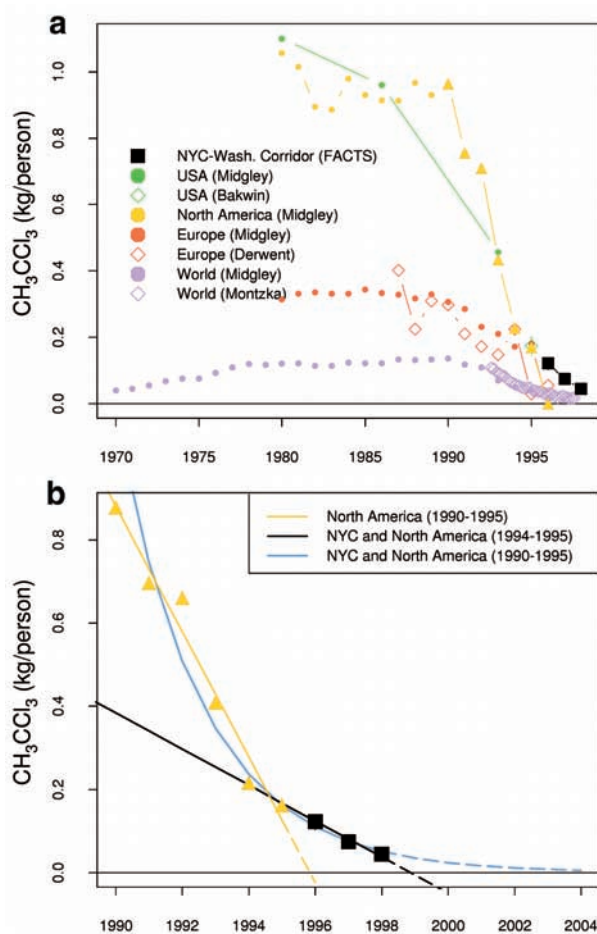 a
CH3CCl3 (kg/person)
1.0
0.8
0.6
0.4
0.2
0.0
NYC-Wash. Corridor (FACTS)
USA (Midgley)
USA (Bakwin)
North America (Midgley)
Europe (Midgley)
Europe (Derwent)
World (Midgley)
World (Montzka)
1970 1975 1980 1985 1990 1995
b
CH3CCl3 (kg/person)
0.8
0.6
0.4
0.2
0.0
North America (1990-1995)
NYC and North America (1994-1995)
NYC and North America (1990-1995)
1990 1992 1994 1996 1998 2000 2002 2004